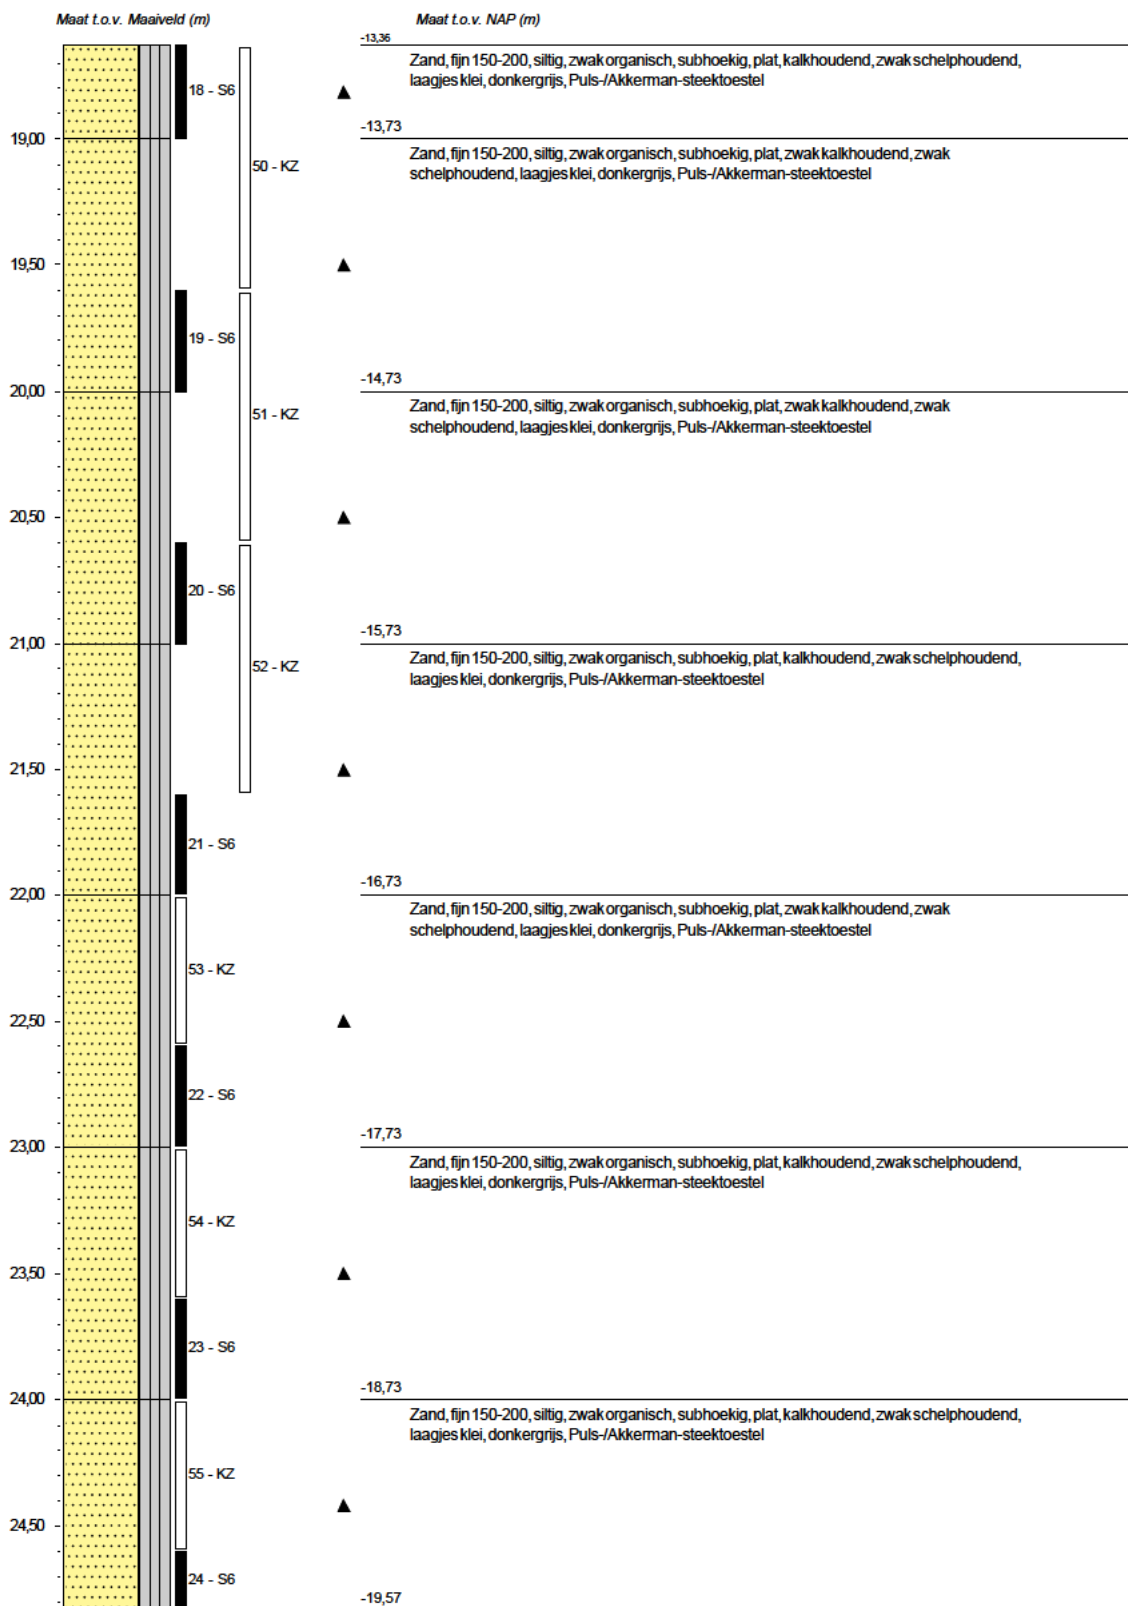 Maat t.o.v. Maaiveld (m)
Maat t.o.v. NAP (m)
-13,36
Zand, fijn 150-200, siltig, zwak organisch, subhoekig, plat, kalkhoudend, zwak schelphoudend,
laagjes klei, donkergrijs, Puls-/Akkerman-steektoestel
18 - S6
-13,73
19,00
Zand, fijn 150-200, siltig, zwak organisch, subhoekig, plat, zwak kalkhoudend, zwak
schelphoudend, laagjes klei, donkergrijs, Puls-/Akkerman-steektoestel
50 - KZ
19,50
19 - S6
-14,73
20,00
Zand, fijn 150-200, siltig, zwak organisch, subhoekig, plat, zwak kalkhoudend, zwak
schelphoudend, laagjes klei, donkergrijs, Puls-/Akkerman-steektoestel
51 - KZ
20,50
20 - S6
-15,73
21,00
Zand, fijn 150-200, siltig, zwak organisch, subhoekig, plat, kalkhoudend, zwak schelphoudend,
laagjes klei, donkergrijs, Puls-/Akkerman-steektoestel
52 - KZ
21,50
21 - S6
-16,73
22,00
Zand, fijn 150-200, siltig, zwak organisch, subhoekig, plat, zwak kalkhoudend, zwak
schelphoudend, laagjes klei, donkergrijs, Puls-/Akkerman-steektoestel
53 - KZ
22,50
22 - S6
-17,73
23,00
Zand, fijn 150-200, siltig, zwak organisch, subhoekig, plat, kalkhoudend, zwak schelphoudend,
laagjes klei, donkergrijs, Puls-/Akkerman-steektoestel
54 - KZ
23,50
23 - S6
-18,73
24,00
Zand, fijn 150-200, siltig, zwak organisch, subhoekig, plat, kalkhoudend, zwak schelphoudend,
laagjes klei, donkergrijs, Puls-/Akkerman-steektoestel
55 - KZ
24,50
24 - S6
-19,57